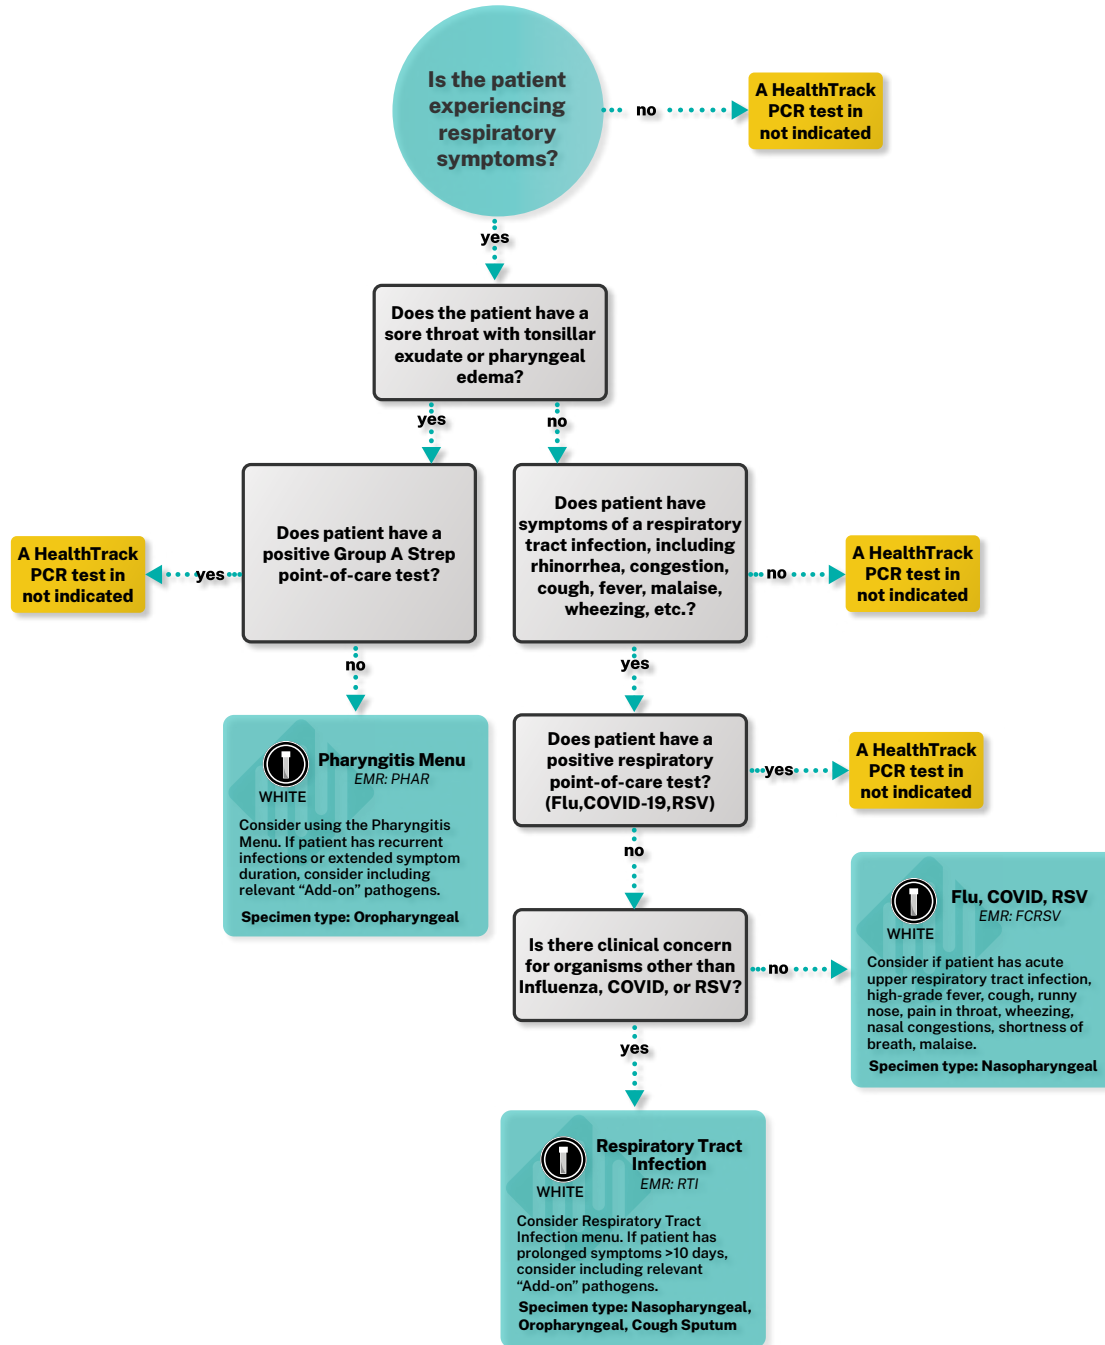 Is the patient
experiencing
respiratory
symptoms?
no
A HealthTrack
PCR test in
not indicated
yes
Does the patient have a
sore throat with tonsillar
exudate or pharyngeal
edema?
yes
no
Does patient have a
positive Group A Strep
point-of-care test?
yes
A HealthTrack
PCR test in
not indicated
Does patient have
symptoms of a respiratory
tract infection, including
rhinorrhea, congestion,
cough, fever, malaise,
wheezing, etc.?
no
A HealthTrack
PCR test in
not indicated
no
yes
WHITE
Pharyngitis Menu
EMR: PHAR
Consider using the Pharyngitis
Menu. If patient has recurrent
infections or extended symptom
duration, consider including
relevant “Add-on” pathogens.
Specimen type: Oropharyngeal
Does patient have a
positive respiratory
point-of-care test?
(Flu,COVID-19,RSV)
yes
A HealthTrack
PCR test in
not indicated
no
Is there clinical concern
for organisms other than
Influenza, COVID, or RSV?
no
WHITE
Flu, COVID, RSV
EMR: FCRSV
Consider if patient has acute
upper respiratory tract infection,
high-grade fever, cough, runny
nose, pain in throat, wheezing,
nasal congestions, shortness of
breath, malaise.
Specimen type: Nasopharyngeal
yes
WHITE
Respiratory Tract
Infection
EMR: RTI
Consider Respiratory Tract
Infection menu. If patient has
prolonged symptoms >10 days,
consider including relevant
“Add-on” pathogens.
Specimen type: Nasopharyngeal,
Oropharyngeal, Cough Sputum